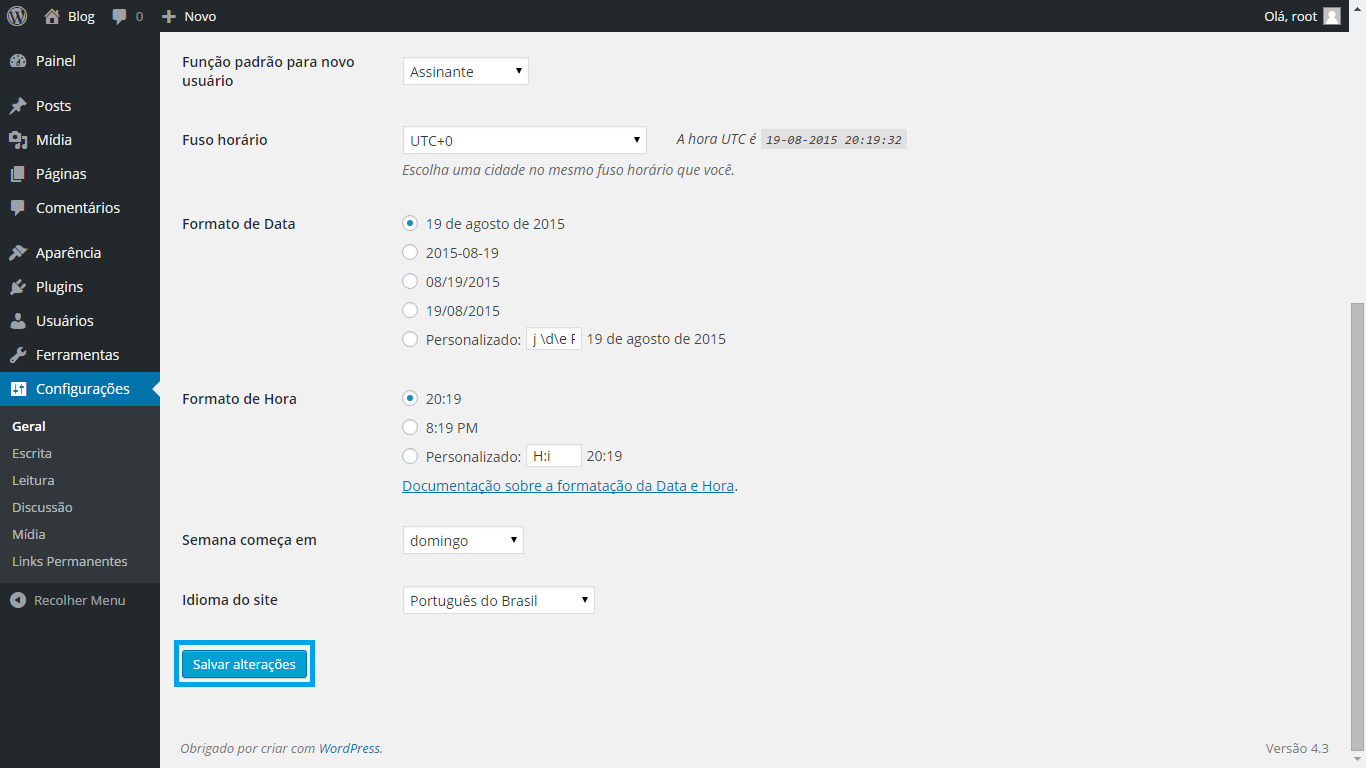 Blog 0 Novo Olá, root
Painel
Posts
Mídia
Páginas
Comentários
Aparência
Plugins
Usuários
Ferramentas
Configurações
Geral
Escrita
Leitura
Discussão
Mídia
Links Permanentes
Recolher Menu
Função padrão para novo
usuário
Assinante
Fuso horário UTC+0 A hora UTC é 19-08-2015 20:19:32
Escolha uma cidade no mesmo fuso horário que você.
Formato de Data 19 de agosto de 2015
2015-08-19
08/19/2015
19/08/2015
Personalizado: j \d\e F 19 de agosto de 2015
Formato de Hora 20:19
8:19 PM
Personalizado: H:i 20:19
Documentação sobre a formatação da Data e Hora.
Semana começa em domingo
Idioma do site Português do Brasil
Salvar alterações
Obrigado por criar com WordPress. Versão 4.3